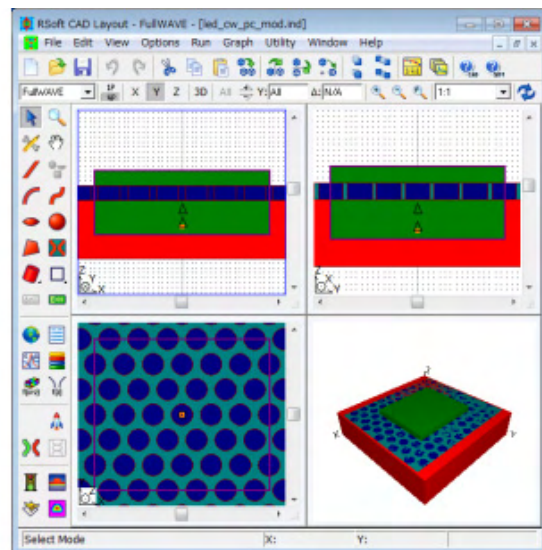 RSoft CAD Layout - FullWAVE - [led_cw_pc_mod.ind]
File Edit View Options Run Graph Utility Window Help
FullWAVE X Y Z 3D All Y: All Δ: N/A 1:1
Z
Y
X
Z
X
Y
Z
Z
X
Y
Select Mode X: Y: